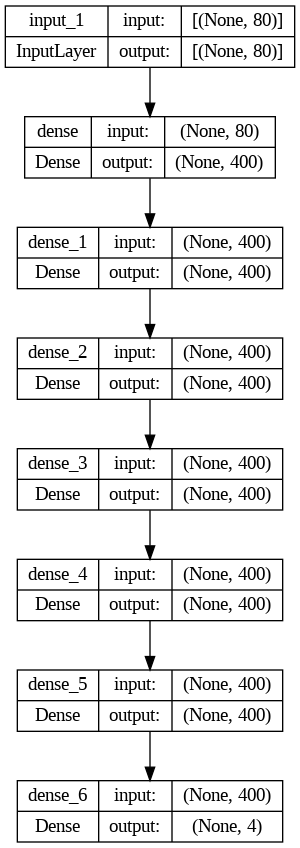 input_1 input: [(None, 80)]
InputLayer output: [(None, 80)]
dense input: (None, 80)
Dense output: (None, 400)
dense_1 input: (None, 400)
Dense output: (None, 400)
dense_2 input: (None, 400)
Dense output: (None, 400)
dense_3 input: (None, 400)
Dense output: (None, 400)
dense_4 input: (None, 400)
Dense output: (None, 400)
dense_5 input: (None, 400)
Dense output: (None, 400)
dense_6 input: (None, 400)
Dense output: (None, 4)